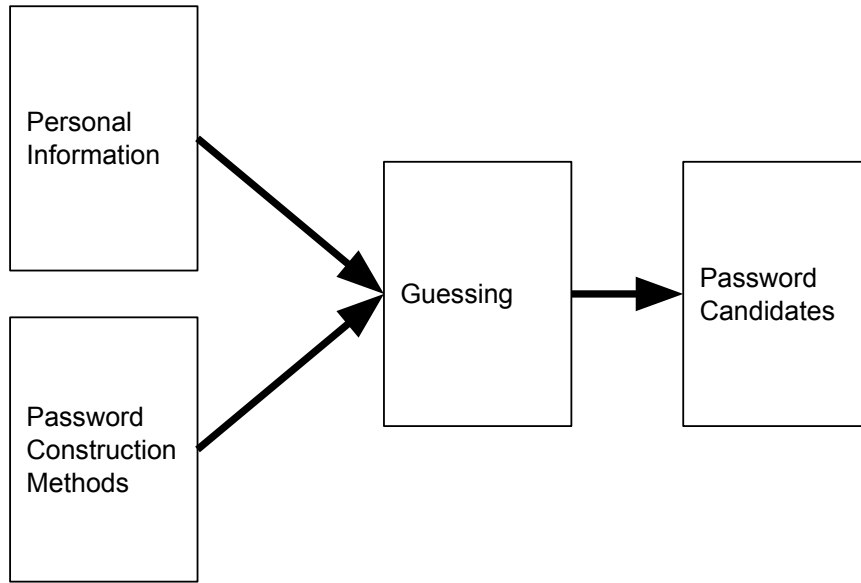 Personal
Information
Guessing
Password
Candidates
Password
Construction
Methods